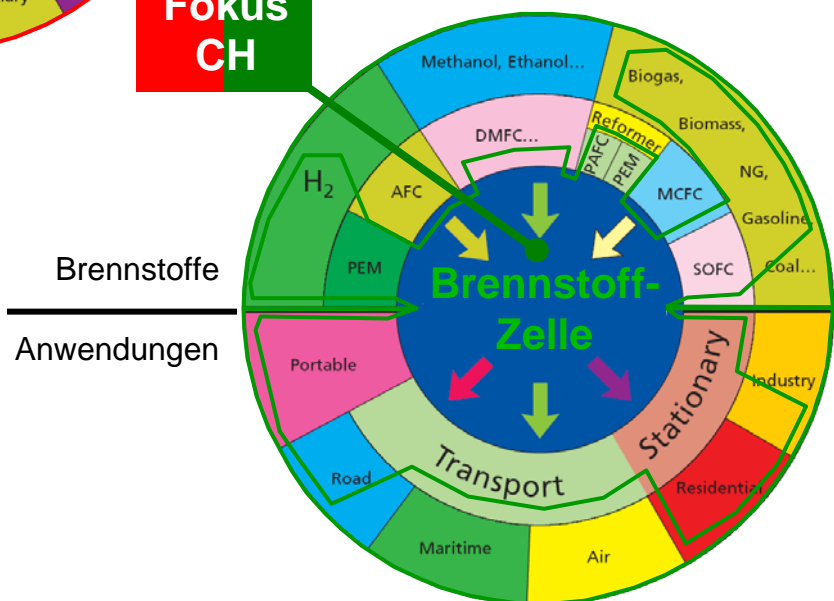 Fokus
CH
Methanol, Ethanol...
Biogas,
Biomass,
NG,
Gasoline,
Coal...
H2
DMFC...
Reformer
PAFC
PEM
AFC
MCFC
PEM
SOFC
Brennstoffe
Brennstoff-
Zelle
Anwendungen
Portable
Stationary
Industry
Transport
Road
Residential
Maritime
Air